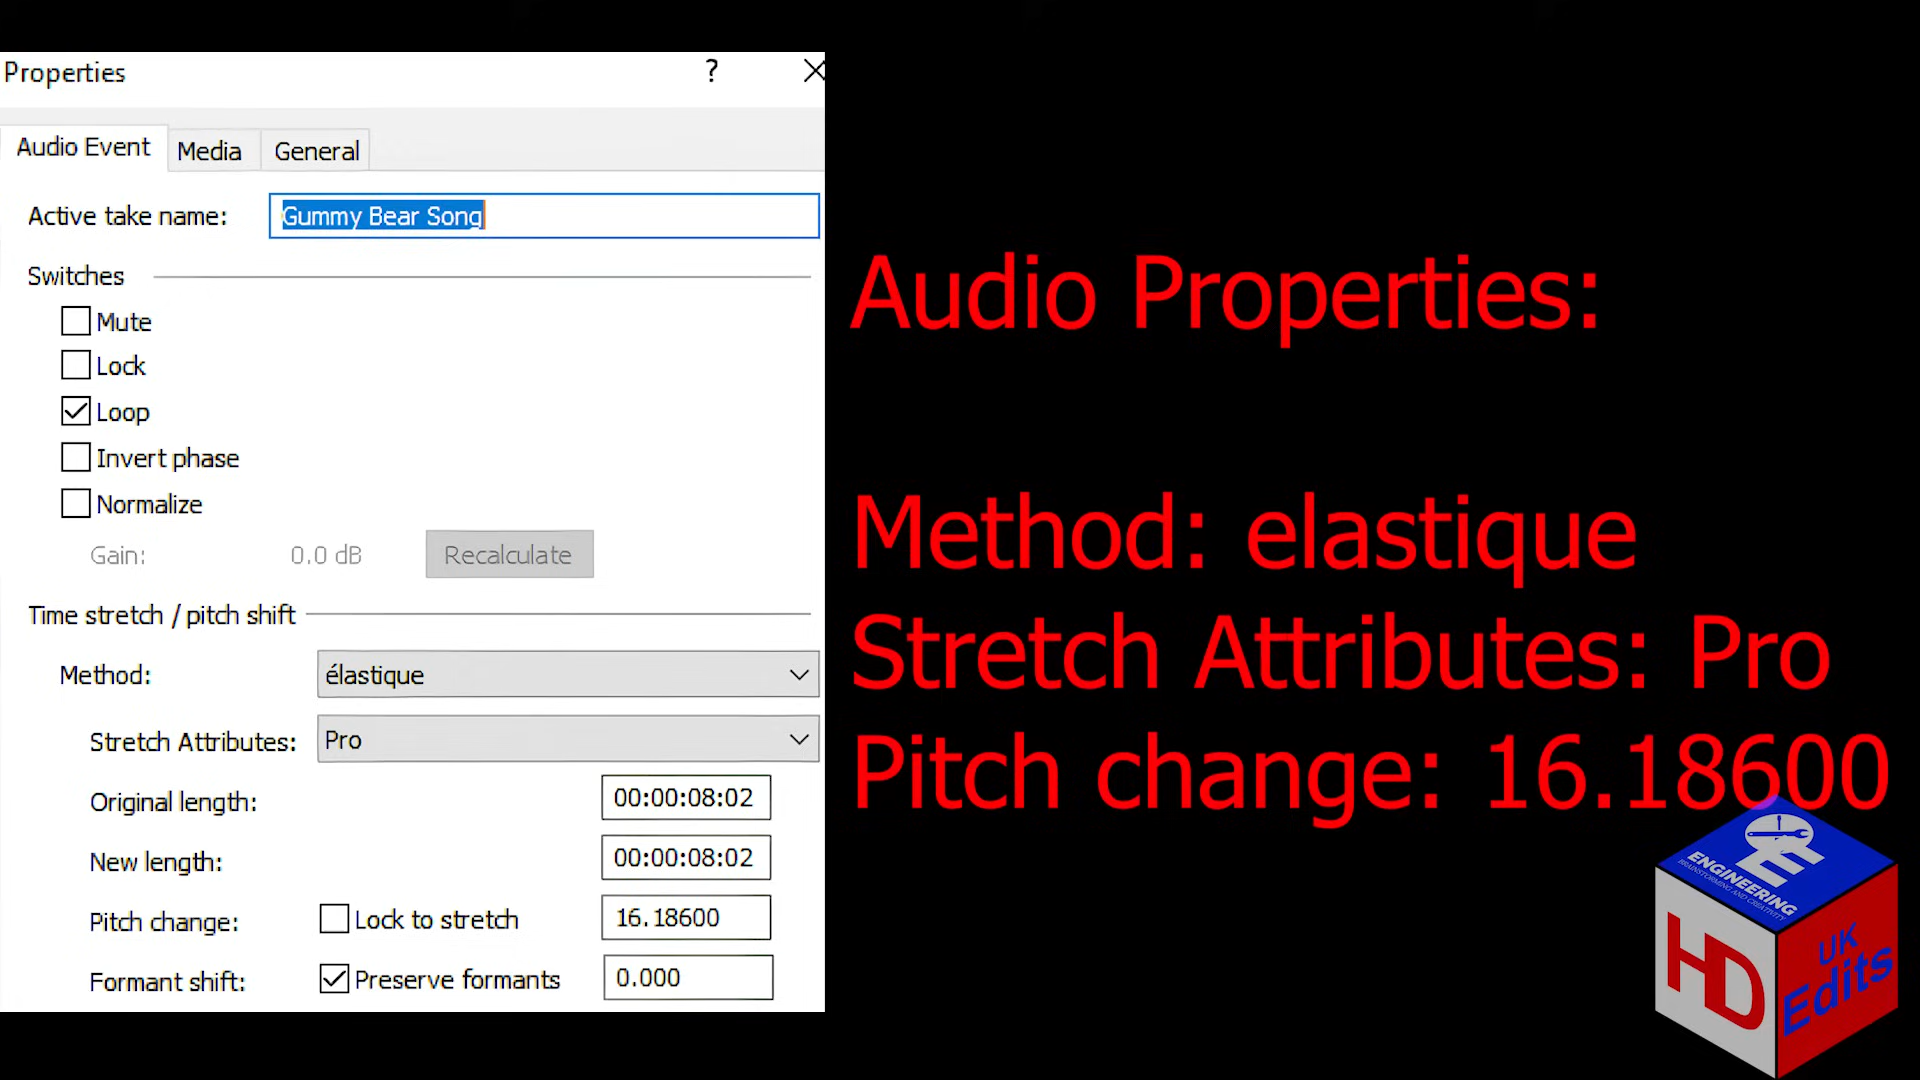 Properties
?
Audio Event
Media
General
Active take name:
Gummy Bear Song
Switches
Mute
Lock
Loop
Invert phase
Normalize
Gain:
0.0 dB
Recalculate
Time stretch / pitch shift
Method:
élastique
Stretch Attributes:
Pro
Original length:
00:00:08:02
New length:
00:00:08:02
Pitch change:
Lock to stretch
16.18600
Formant shift:
Preserve formants
0.000
Audio Properties:
Method: elastique
Stretch Attributes: Pro
Pitch change: 16.18600
E
ENGINEERING
BRAINSTORMING AND CREATIVITY
HD
UK
Edits